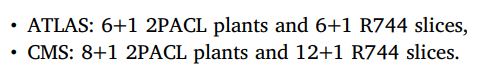 • ATLAS: 6+1 2PACL plants and 6+1 R744 slices,
• CMS: 8+1 2PACL plants and 12+1 R744 slices.